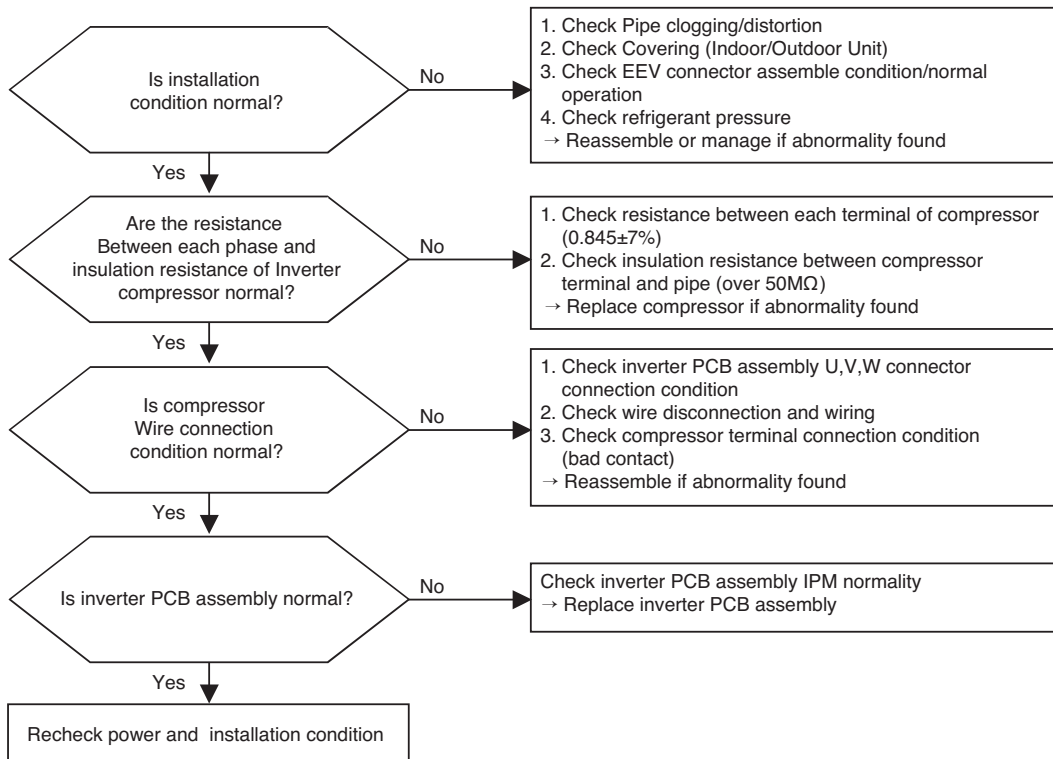 Is installation
condition normal?
No
1. Check Pipe clogging/distortion
2. Check Covering (Indoor/Outdoor Unit)
3. Check EEV connector assemble condition/normal
operation
4. Check refrigerant pressure
→ Reassemble or manage if abnormality found
Yes
Are the resistance
Between each phase and
insulation resistance of Inverter
compressor normal?
No
1. Check resistance between each terminal of compressor
(0.845±7%)
2. Check insulation resistance between compressor
terminal and pipe (over 50MΩ)
→ Replace compressor if abnormality found
Yes
Is compressor
Wire connection
condition normal?
No
1. Check inverter PCB assembly U,V,W connector
connection condition
2. Check wire disconnection and wiring
3. Check compressor terminal connection condition
(bad contact)
→ Reassemble if abnormality found
Yes
Is inverter PCB assembly normal?
No
Check inverter PCB assembly IPM normality
→ Replace inverter PCB assembly
Yes
Recheck power and installation condition